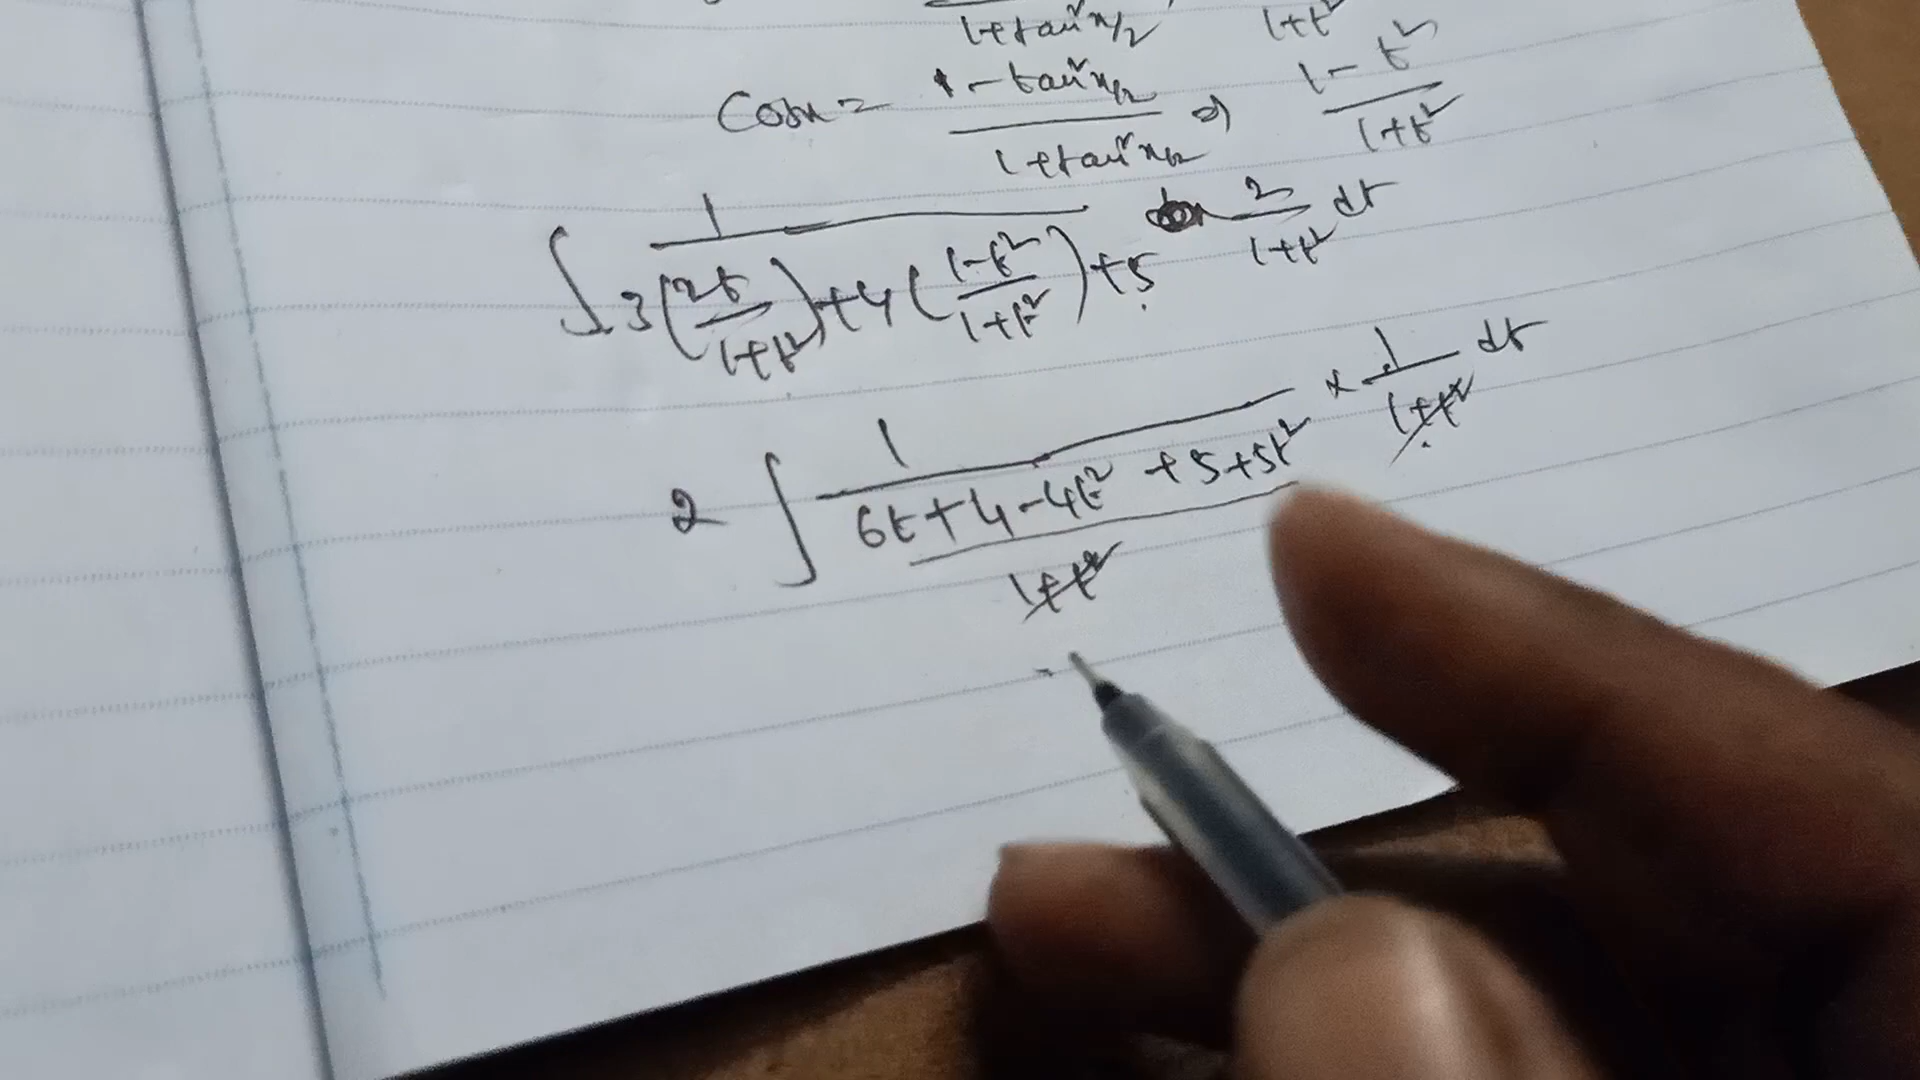 1+tan²x/2 1+t²
Cosx = 1-tan²x/2 / 1+tan²x/2 ⇒ 1-t² / 1+t²
∫ 1 / 3(2t/1+t²)+4(1-t²/1+t²)+5 2/1+t² dt
2 ∫ 1 / (6t+4-4t²+5+5t² / 1+t²) × 1/1+t² dt